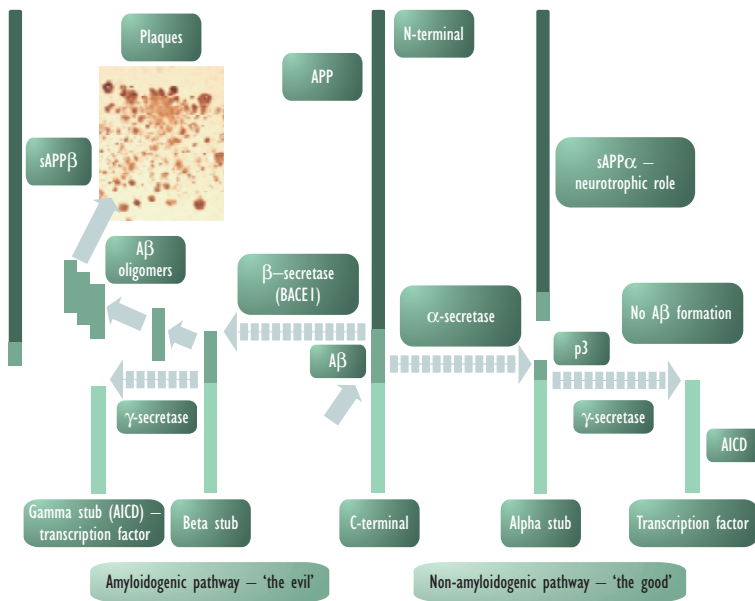 Plaques
N-terminal
APP
sAPPβ
sAPPα –
neurotrophic role
Aβ
oligomers
β–secretase
(BACE1)
α-secretase
No Aβ formation
Aβ
p3
γ-secretase
γ-secretase
AICD
Gamma stub (AICD) –
transcription factor
Beta stub
C-terminal
Alpha stub
Transcription factor
Amyloidogenic pathway – ‘the evil’
Non-amyloidogenic pathway – ‘the good’